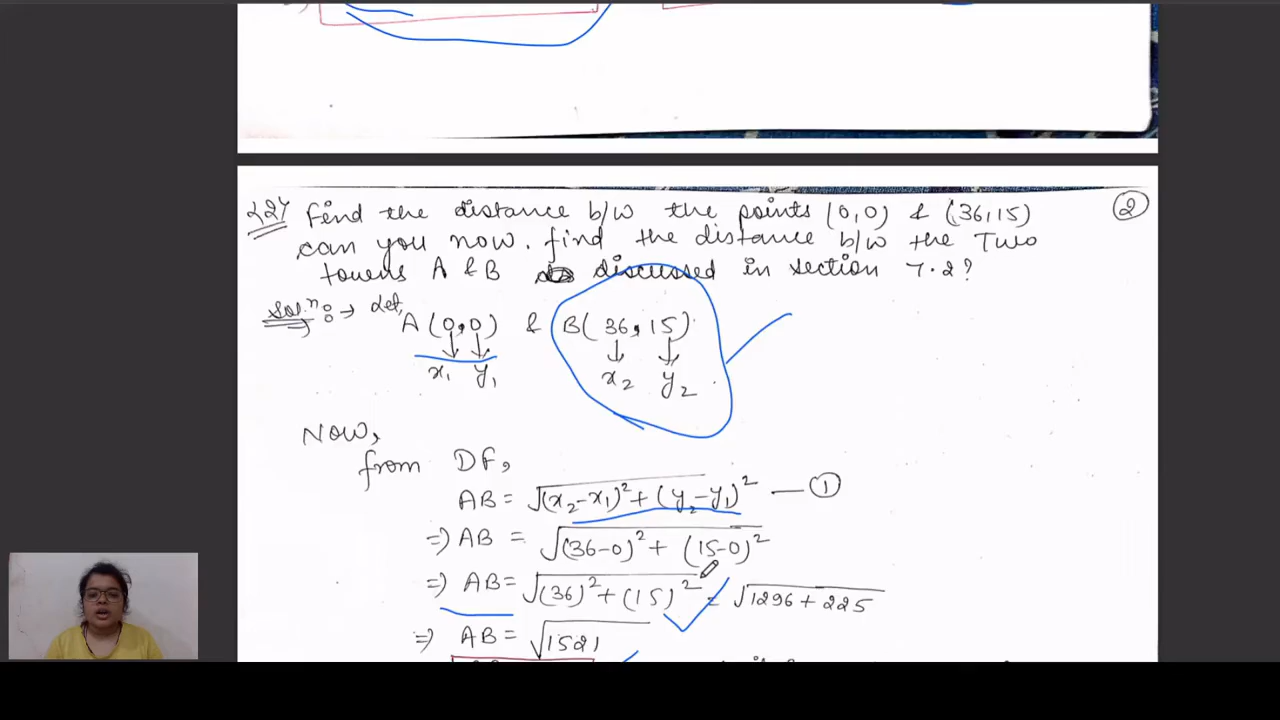 Q.2Y Find the distance b/w the points (0,0) & (36,15) ②
can you now. find the distance b/w the Two
towns A & B discussed in section 7.2?
Sol.ⁿ :→ Let,
A(0,0) & B(36,15)
↓ ↓ ↓ ↓
x₁ y₁ x₂ y₂
Now,
from DF,
AB = √(x₂-x₁)²+(y₂-y₁)² — ①
=) AB = √(36-0)²+ (15-0)²
=) AB = √(36)²+(15)² = √1296+225
=) AB = √1521